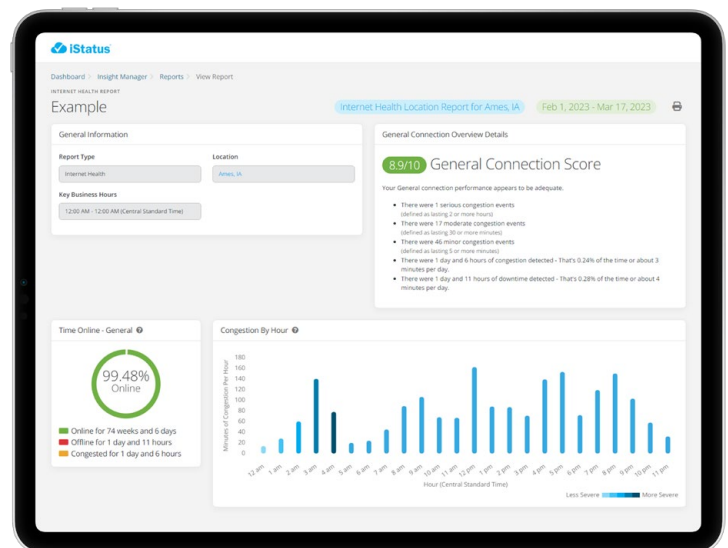 iStatus
Dashboard > Insight Manager > Reports > View Report
INTERNET HEALTH REPORT
Example
Internet Health Location Report for Ames, IA
Feb 1, 2023 - Mar 17, 2023
General Information
Report Type
Internet Health
Location
Ames, IA
Key Business Hours
12:00 AM - 12:00 AM (Central Standard Time)
General Connection Overview Details
8.9/10 General Connection Score
Your General connection performance appears to be adequate.
• There were 1 serious congestion events
(defined as lasting 2 or more hours)
• There were 17 moderate congestion events
(defined as lasting 30 or more minutes)
• There were 46 minor congestion events
(defined as lasting 5 or more minutes)
• There were 1 day and 6 hours of congestion detected - That's 0.24% of the time or about 3
minutes per day.
• There were 1 day and 11 hours of downtime detected - That's 0.28% of the time or about 4
minutes per day.
Time Online - General ?
99.48%
Online
Online for 74 weeks and 6 days
Offline for 1 day and 11 hours
Congested for 1 day and 6 hours
Congestion By Hour ?
Minutes of Congestion Per Hour
180
160
140
120
100
80
60
40
20
0
12 am 1 am 2 am 3 am 4 am 5 am 6 am 7 am 8 am 9 am 10 am 11 am 12 pm 1 pm 2 pm 3 pm 4 pm 5 pm 6 pm 7 pm 8 pm 9 pm 10 pm 11 pm
Hour (Central Standard Time)
Less Severe More Severe